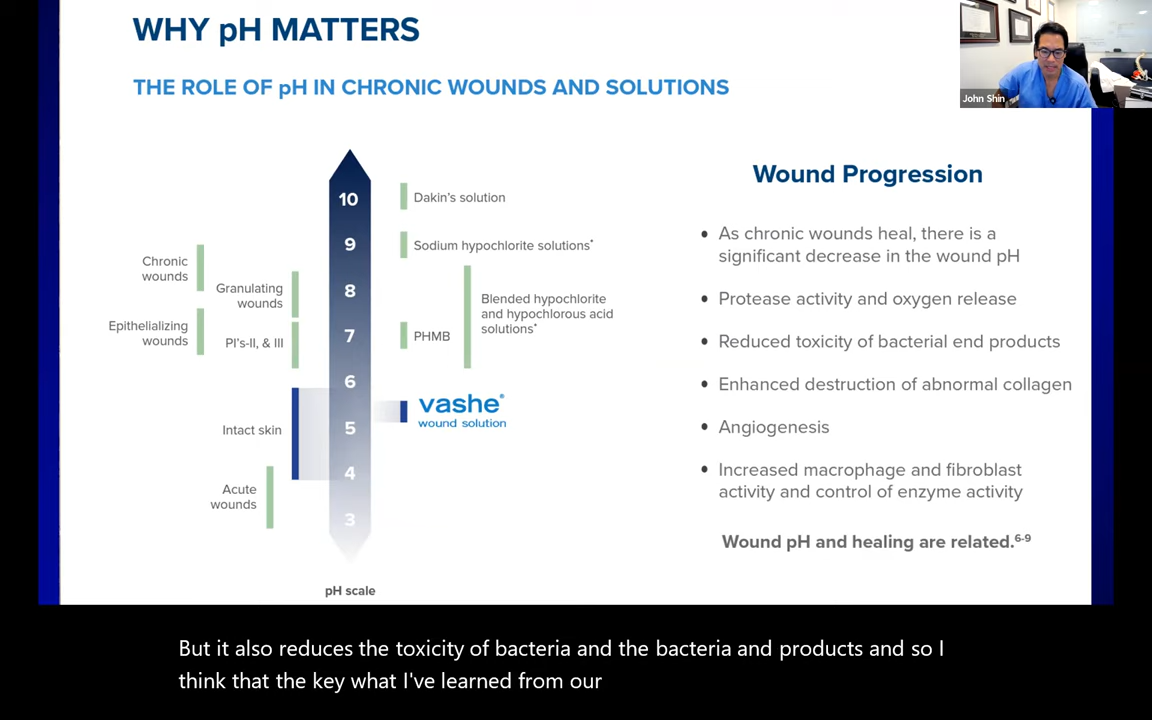 WHY pH MATTERS
THE ROLE OF pH IN CHRONIC WOUNDS AND SOLUTIONS
John Shin
10
9
8
7
6
5
4
3
pH scale
Chronic
wounds
Granulating
wounds
Epithelializing
wounds
PI's-II, & III
Intact skin
Acute
wounds
Dakin's solution
Sodium hypochlorite solutions*
Blended hypochlorite
and hypochlorous acid
solutions*
PHMB
vashe®
wound solution
Wound Progression
• As chronic wounds heal, there is a
significant decrease in the wound pH
• Protease activity and oxygen release
• Reduced toxicity of bacterial end products
• Enhanced destruction of abnormal collagen
• Angiogenesis
• Increased macrophage and fibroblast
activity and control of enzyme activity
Wound pH and healing are related.6-9
But it also reduces the toxicity of bacteria and the bacteria and products and so I
think that the key what I've learned from our